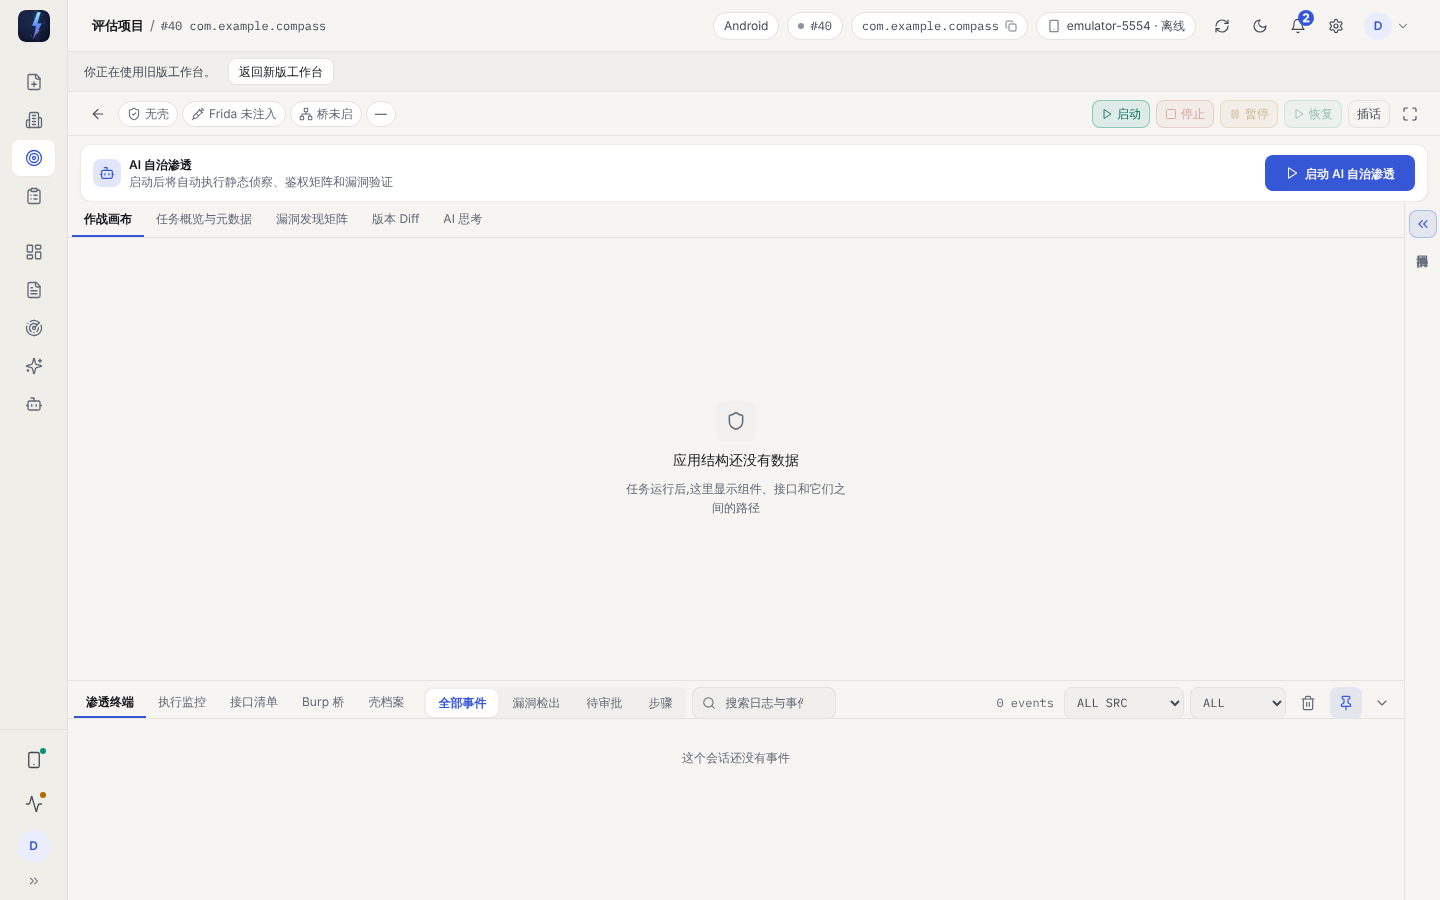 评估项目 / #40 com.example.compass
Android
#40
com.example.compass
emulator-5554 · 离线
2
D
你正在使用旧版工作台。
返回新版工作台
无壳
Frida 未注入
桥未启
—
启动
停止
暂停
恢复
插话
AI 自治渗透
启动后将自动执行静态侦察、鉴权矩阵和漏洞验证
启动 AI 自治渗透
作战画布
任务概览与元数据
漏洞发现矩阵
版本 Diff
AI 思考
应用结构还没有数据
任务运行后,这里显示组件、接口和它们之
间的路径
渗透终端
执行监控
接口清单
Burp 桥
壳档案
全部事件
漏洞检出
待审批
步骤
搜索日志与事件
0 events
ALL SRC
ALL
这个会话还没有事件
D